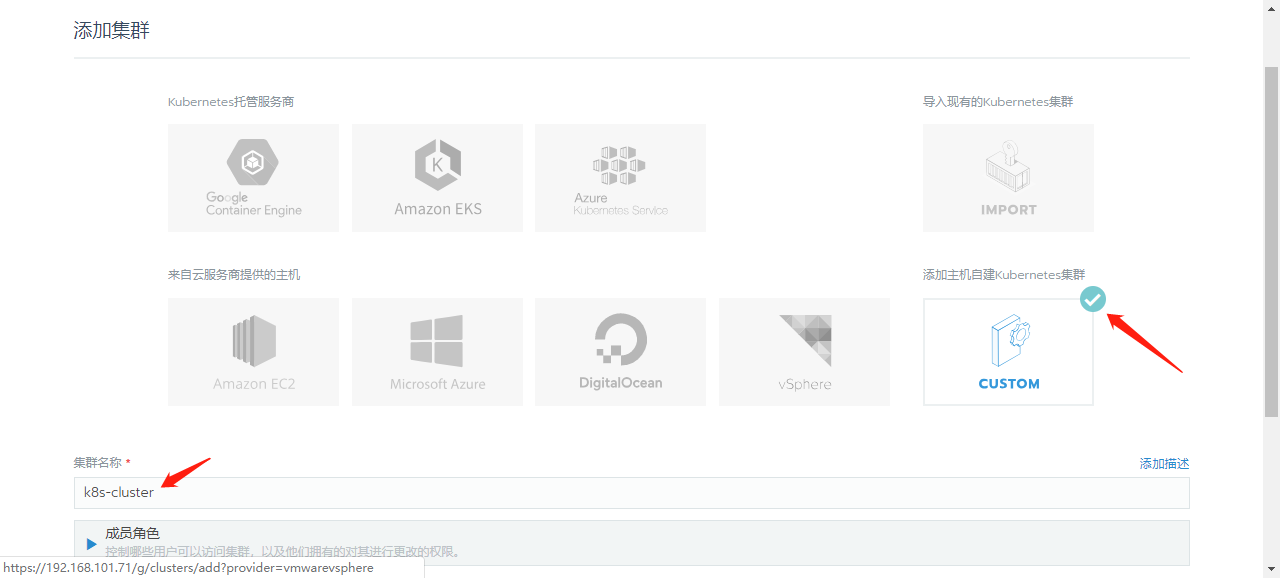 添加集群
Kubernetes托管服务商
导入现有的Kubernetes集群
Google
Container Engine
K
Amazon EKS
Azure
Kubernetes Service
IMPORT
来自云服务商提供的主机
添加主机自建Kubernetes集群
Amazon EC2
Microsoft Azure
DigitalOcean
vSphere
CUSTOM
集群名称 *
添加描述
k8s-cluster
成员角色
控制哪些用户可以访问集群，以及他们拥有的对其进行更改的权限。
https://192.168.101.71/g/clusters/add?provider=vmwarevsphere